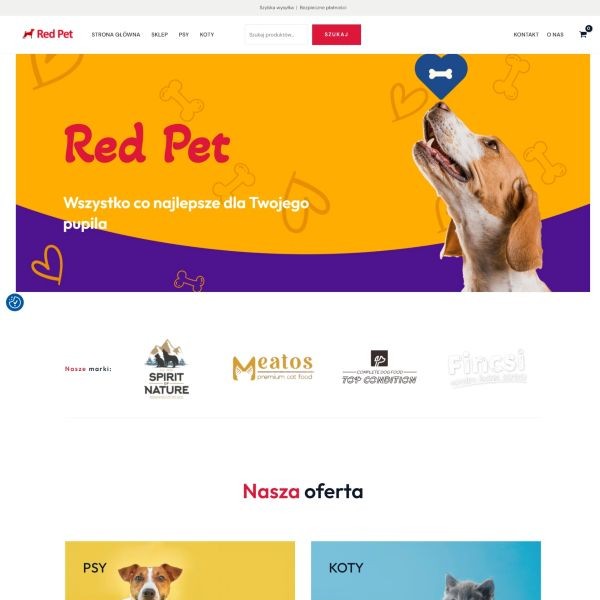 Szybka wysyłka | Bezpieczne płatności
Red Pet
STRONA GŁÓWNA
SKLEP
PSY
KOTY
Szukaj produktów…
SZUKAJ
KONTAKT
O NAS
0
Red Pet
Wszystko co najlepsze dla Twojego
pupila
Nasze marki:
SPIRIT
OF
NATURE
Meatos
premium cat food
COMPLETE DOG FOOD
TOP CONDITION
Fincsi
Nasza oferta
PSY
KOTY